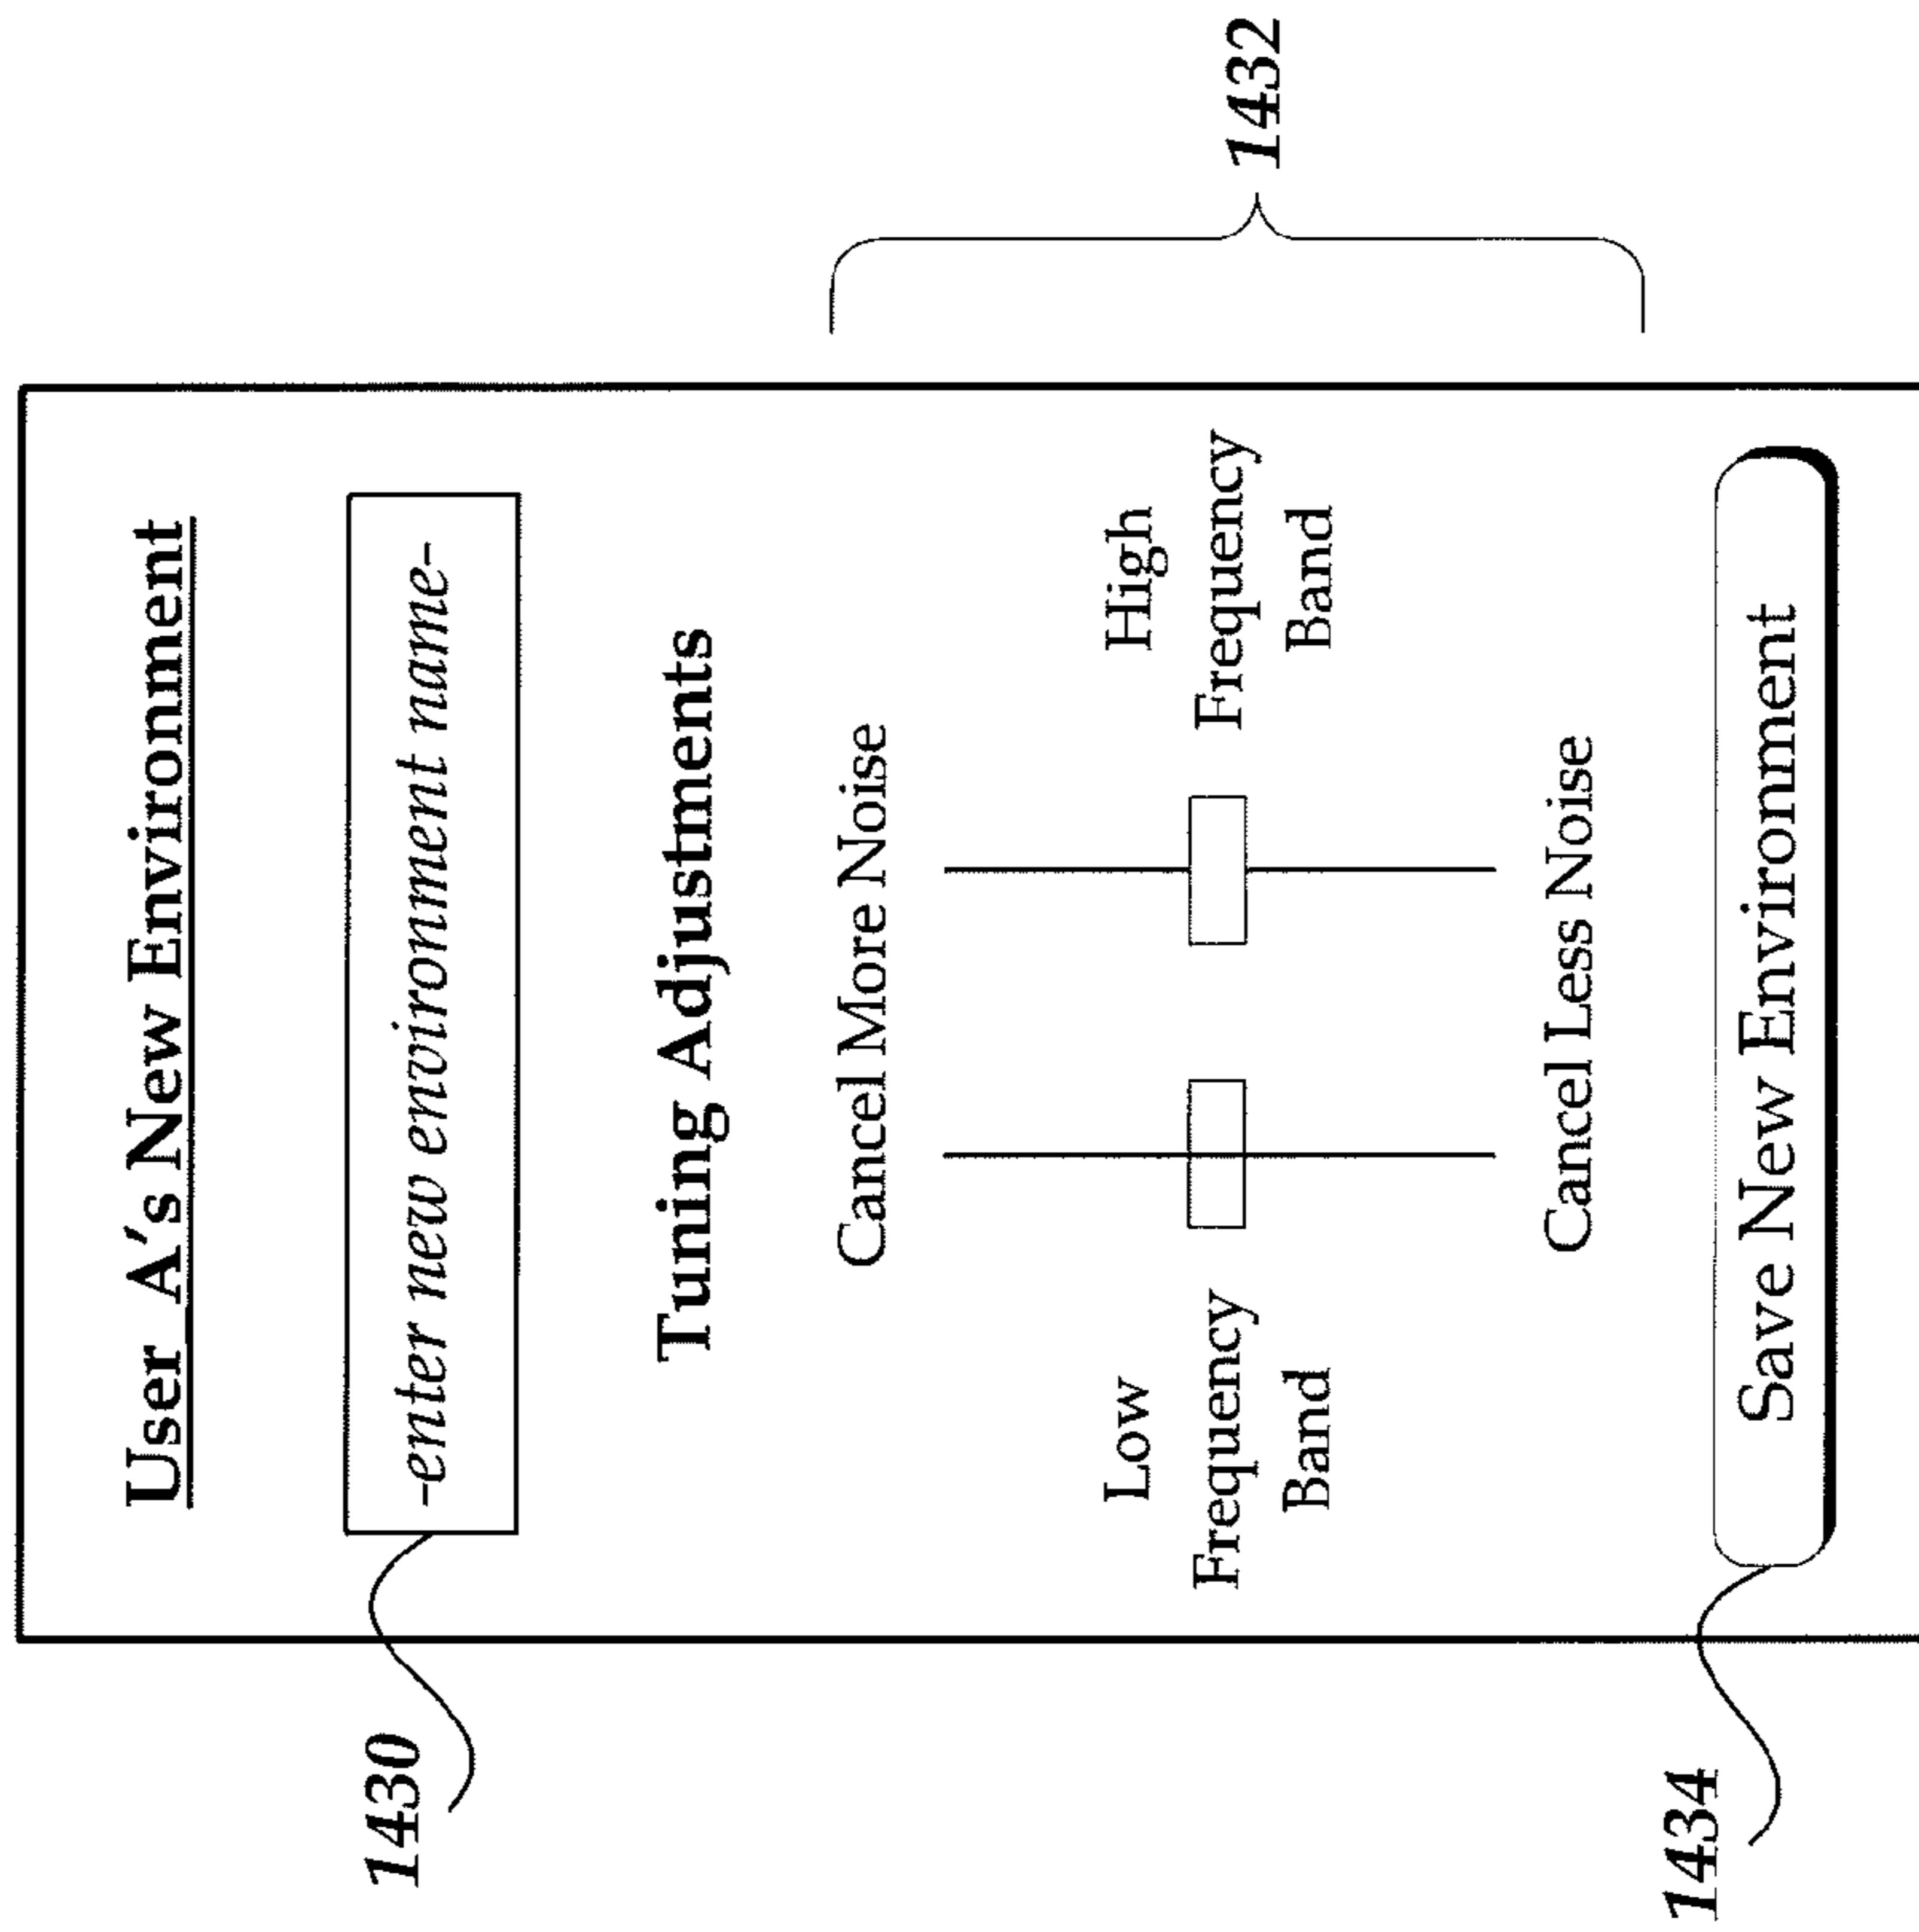 User A's New Environment
1430
-enter new environment name-
Tuning Adjustments
Cancel More Noise
Low
Frequency
Band
High
Frequency
Band
1432
Cancel Less Noise
1434
Save New Environment